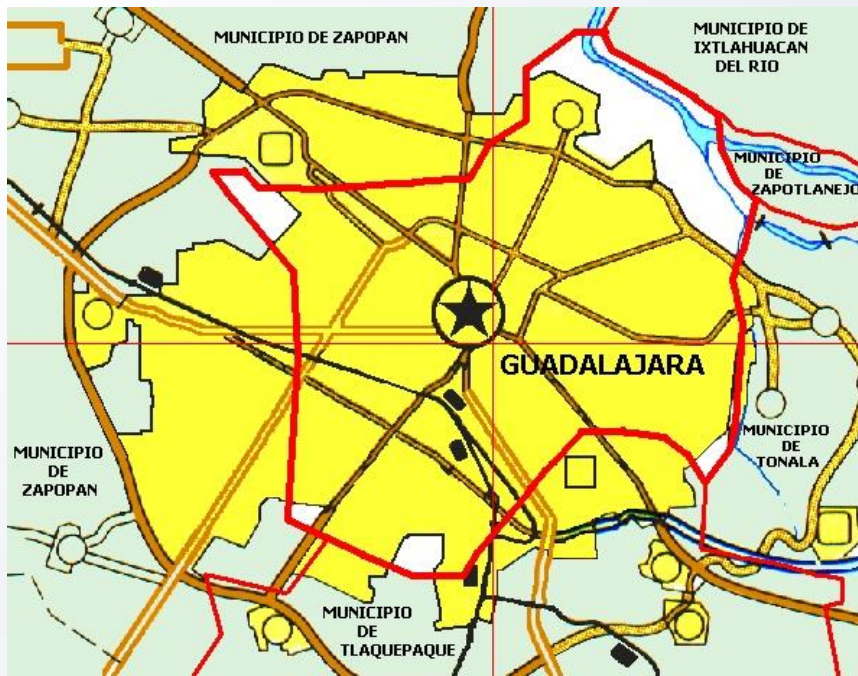 MUNICIPIO DE ZAPOPAN
MUNICIPIO DE
IXTLAHUACAN
DEL RIO
MUNICIPIO
DE
ZAPOTLANEJO
GUADALAJARA
MUNICIPIO
DE
ZAPOPAN
MUNICIPIO
DE
TONALA
MUNICIPIO
DE
TLAQUEPAQUE